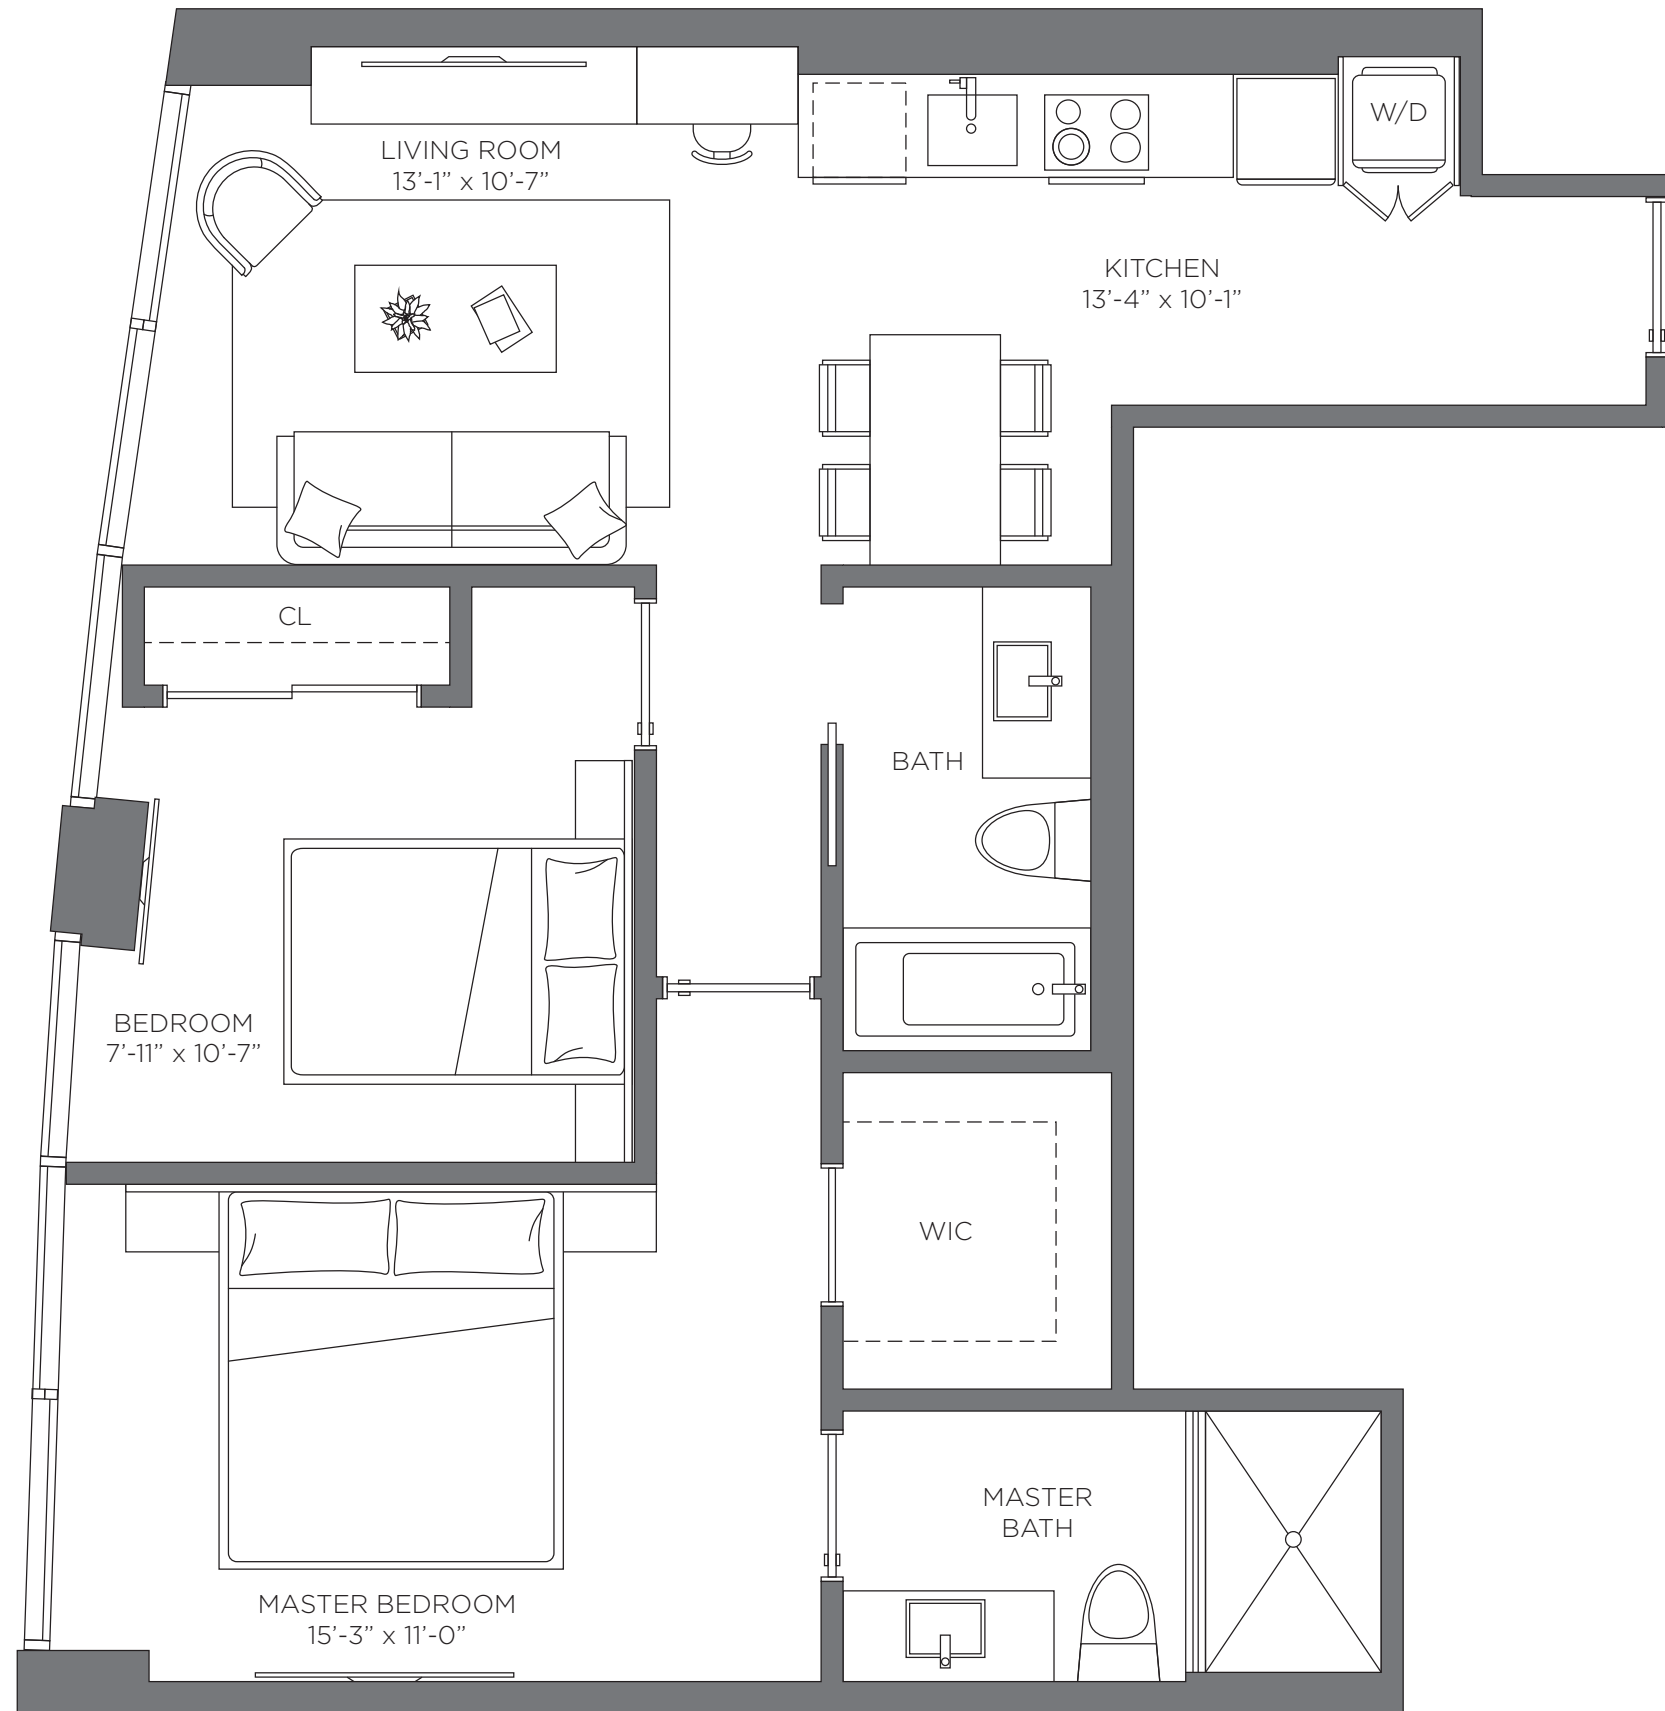 W/D
LIVING ROOM
13’-1” x 10’-7”
KITCHEN
13’-4” x 10’-1”
CL
BATH
BEDROOM
7’-11” x 10’-7”
WIC
MASTER
BATH
MASTER BEDROOM
15’-3” x 11’-0”